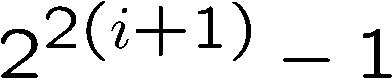 2^{2(i+1)} - 1